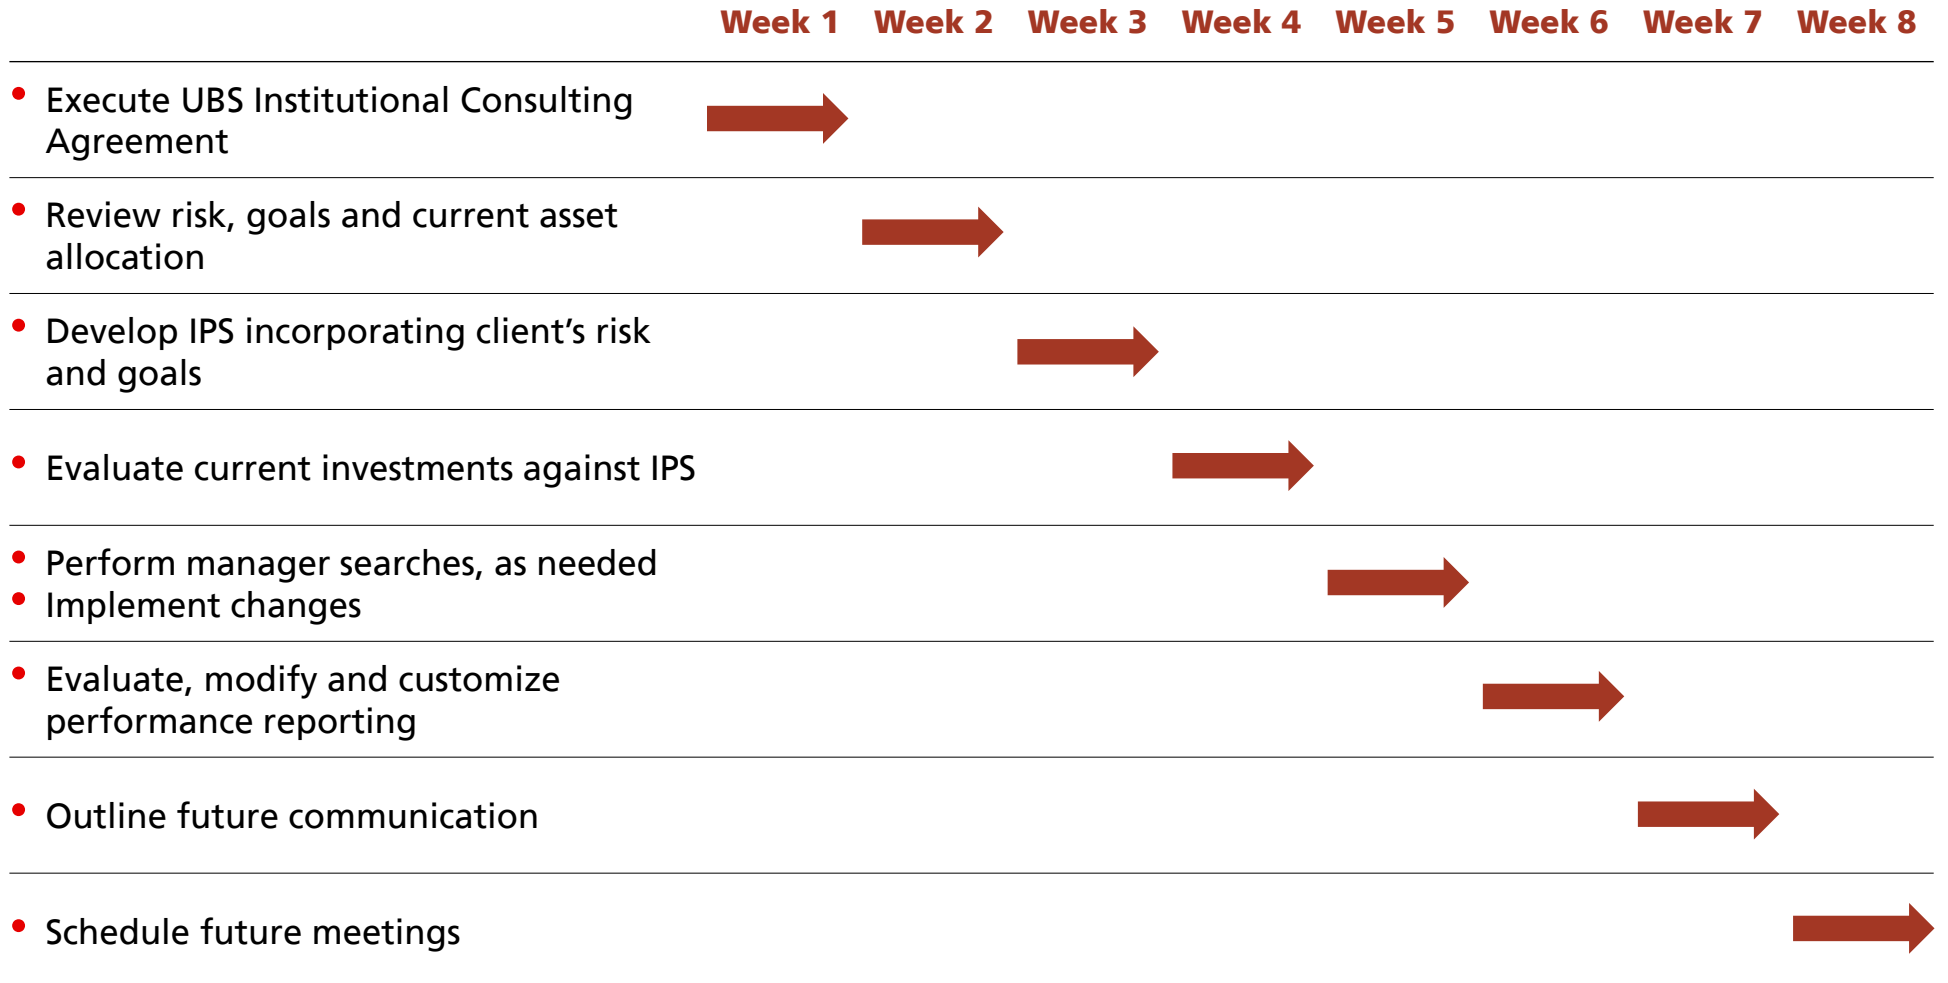 Week 1 Week 2 Week 3 Week 4 Week 5 Week 6 Week 7 Week 8
• Execute UBS Institutional Consulting
Agreement
• Review risk, goals and current asset
allocation
• Develop IPS incorporating client’s risk
and goals
• Evaluate current investments against IPS
• Perform manager searches, as needed
• Implement changes
• Evaluate, modify and customize
performance reporting
• Outline future communication
• Schedule future meetings